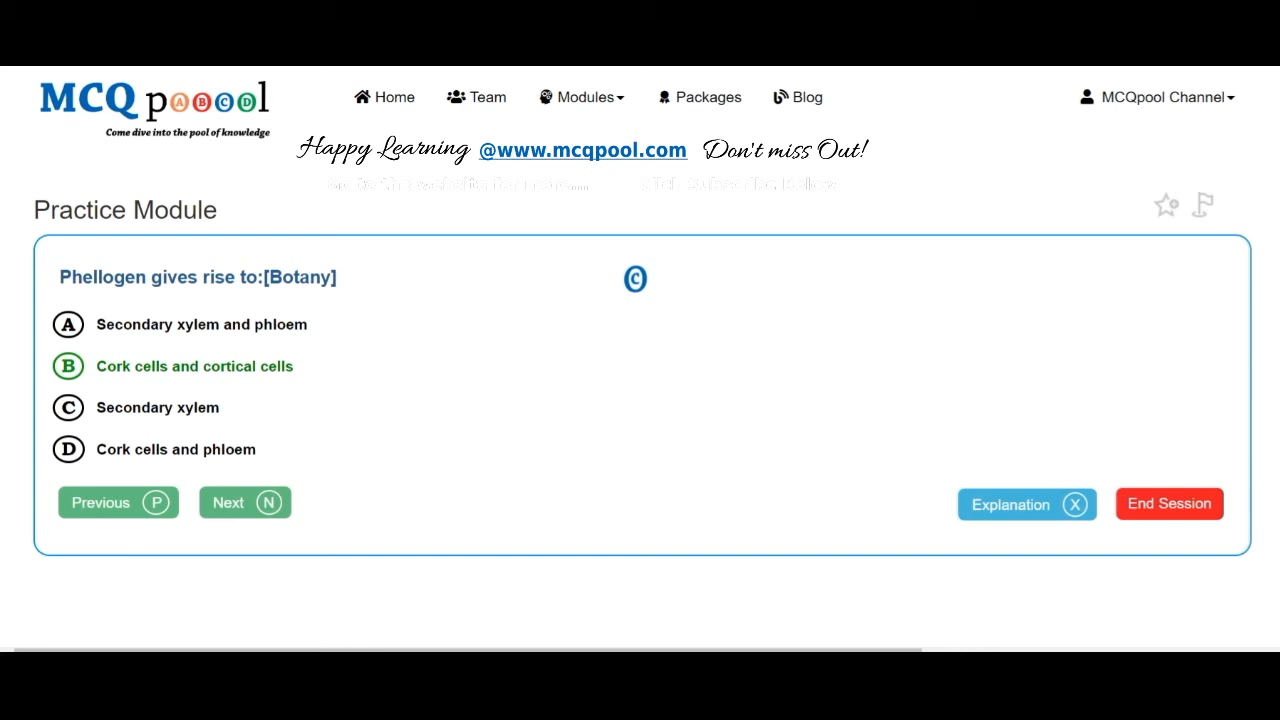 MCQ pooool
A B C D
Come dive into the pool of knowledge
Home Team Modules Packages Blog MCQpool Channel
Happy Learning @www.mcqpool.com Don't miss Out!
Practice Module
Phellogen gives rise to:[Botany]
C
A Secondary xylem and phloem
B Cork cells and cortical cells
C Secondary xylem
D Cork cells and phloem
Previous P Next N Explanation X End Session